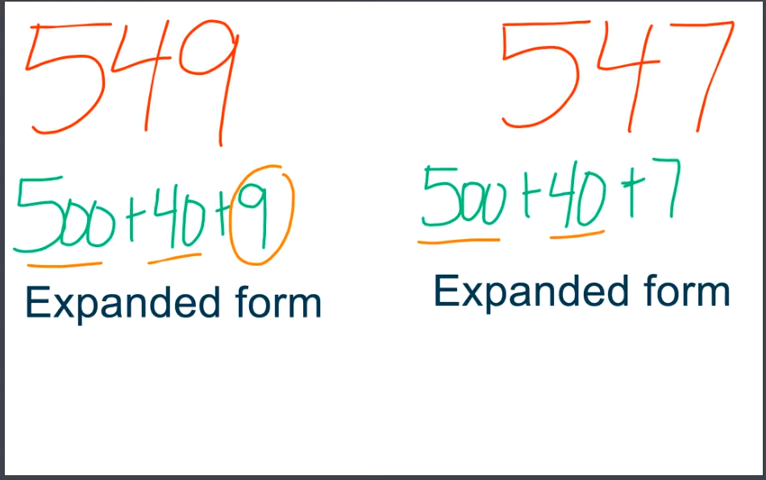 549
500+40+9
Expanded form
547
500+40+7
Expanded form